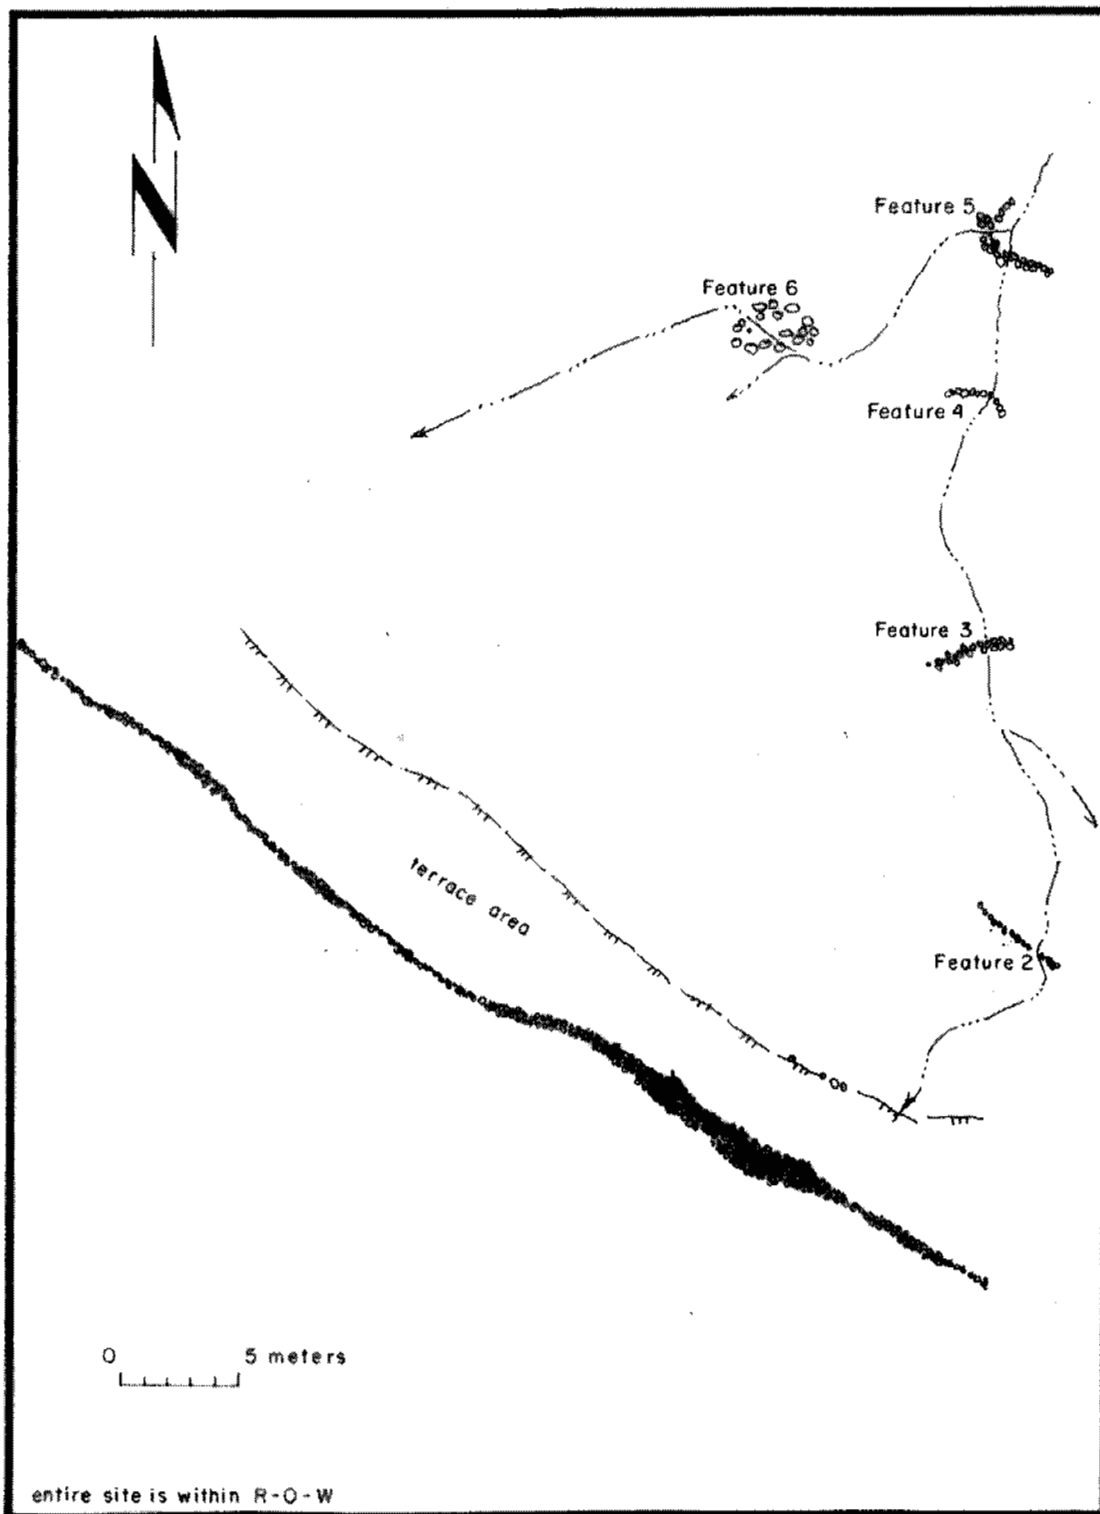 N
Feature 5
Feature 6
Feature 4
Feature 3
terrace area
Feature 2
0 5 meters
entire site is within R-O-W